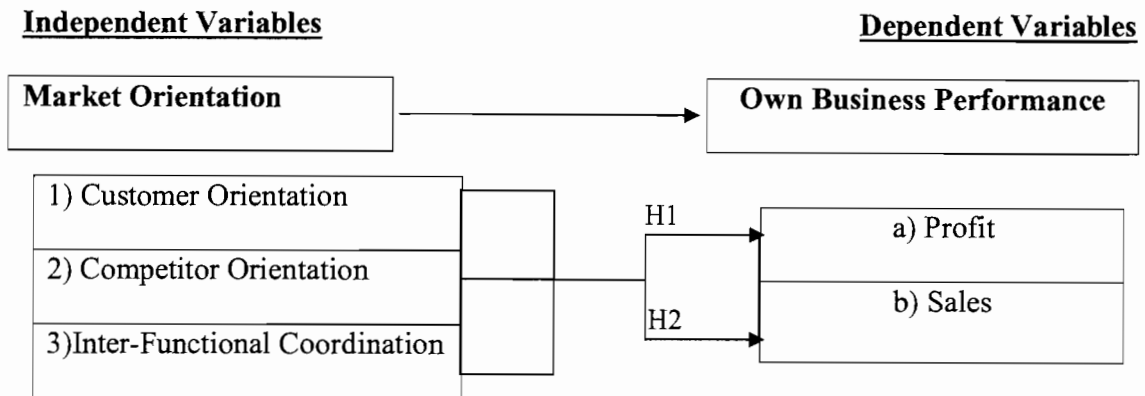 Independent Variables
Dependent Variables
Market Orientation
Own Business Performance
1) Customer Orientation
2) Competitor Orientation
3)Inter-Functional Coordination
H1
H2
a) Profit
b) Sales